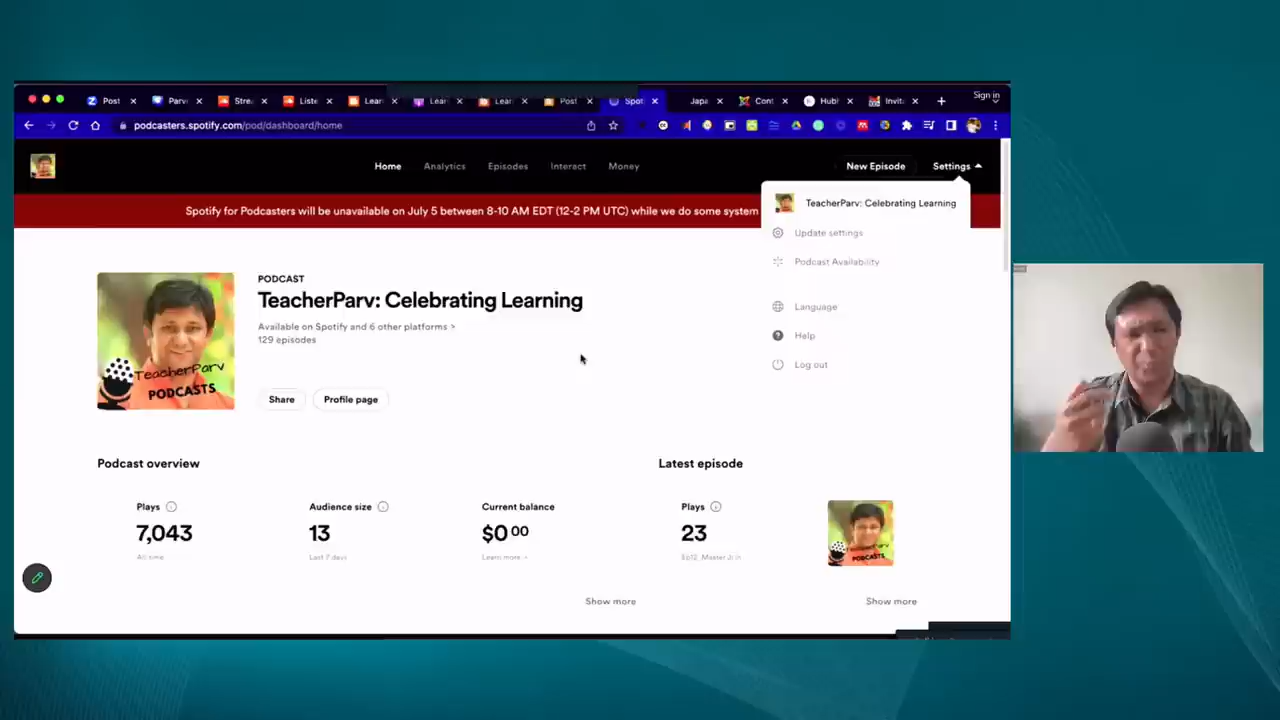 Post
Parv
Stre
Liste
Lear
Lear
Lear
Post
Spot
Japa
Cont
Hubl
Invit
Sign in
podcasters.spotify.com/pod/dashboard/home
Home Analytics Episodes Interact Money New Episode Settings
Spotify for Podcasters will be unavailable on July 5 between 8-10 AM EDT (12-2 PM UTC) while we do some system
TeacherParv: Celebrating Learning
Update settings
Podcast Availability
Language
Help
Log out
PODCAST
TeacherParv: Celebrating Learning
Available on Spotify and 6 other platforms >
129 episodes
TeacherParv
PODCASTS
Share Profile page
Podcast overview
Latest episode
Plays Audience size Current balance
7,043 13 $0 00
All time Last 7 days Learn more
Plays
23
Ep12_Master Ji
PODCASTS
Show more
Show more